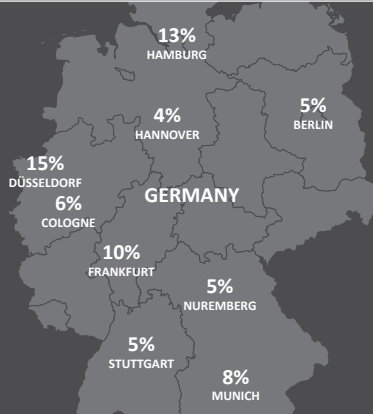 13%
HAMBURG
4%
HANNOVER
5%
BERLIN
15%
DÜSSELDORF
6%
COLOGNE
GERMANY
10%
FRANKFURT
5%
NUREMBERG
5%
STUTTGART
8%
MUNICH